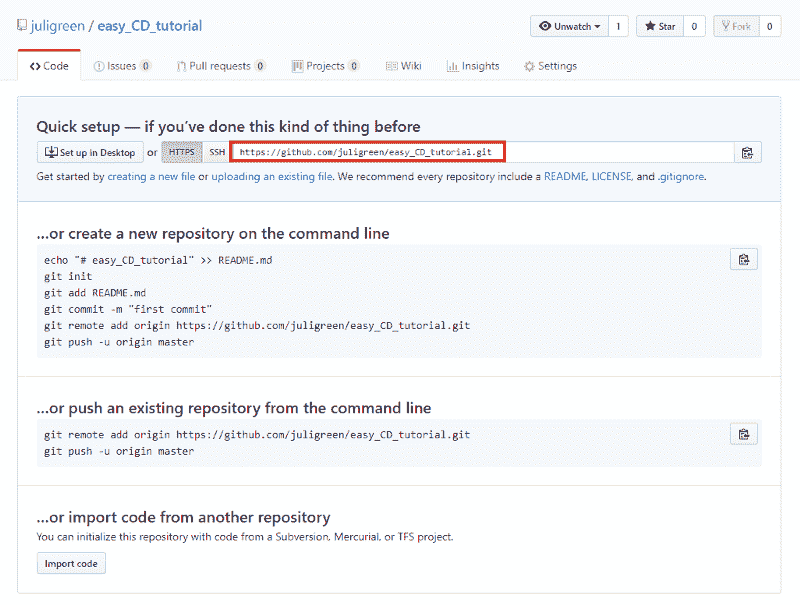 juligreen / easy_CD_tutorial
Unwatch 1 Star 0 Fork 0
Code Issues 0 Pull requests 0 Projects 0 Wiki Insights Settings
Quick setup — if you've done this kind of thing before
Set up in Desktop or HTTPS SSH https://github.com/juligreen/easy_CD_tutorial.git
Get started by creating a new file or uploading an existing file. We recommend every repository include a README, LICENSE, and .gitignore.
...or create a new repository on the command line
echo "# easy_CD_tutorial" >> README.md
git init
git add README.md
git commit -m "first commit"
git remote add origin https://github.com/juligreen/easy_CD_tutorial.git
git push -u origin master
...or push an existing repository from the command line
git remote add origin https://github.com/juligreen/easy_CD_tutorial.git
git push -u origin master
...or import code from another repository
You can initialize this repository with code from a Subversion, Mercurial, or TFS project.
Import code